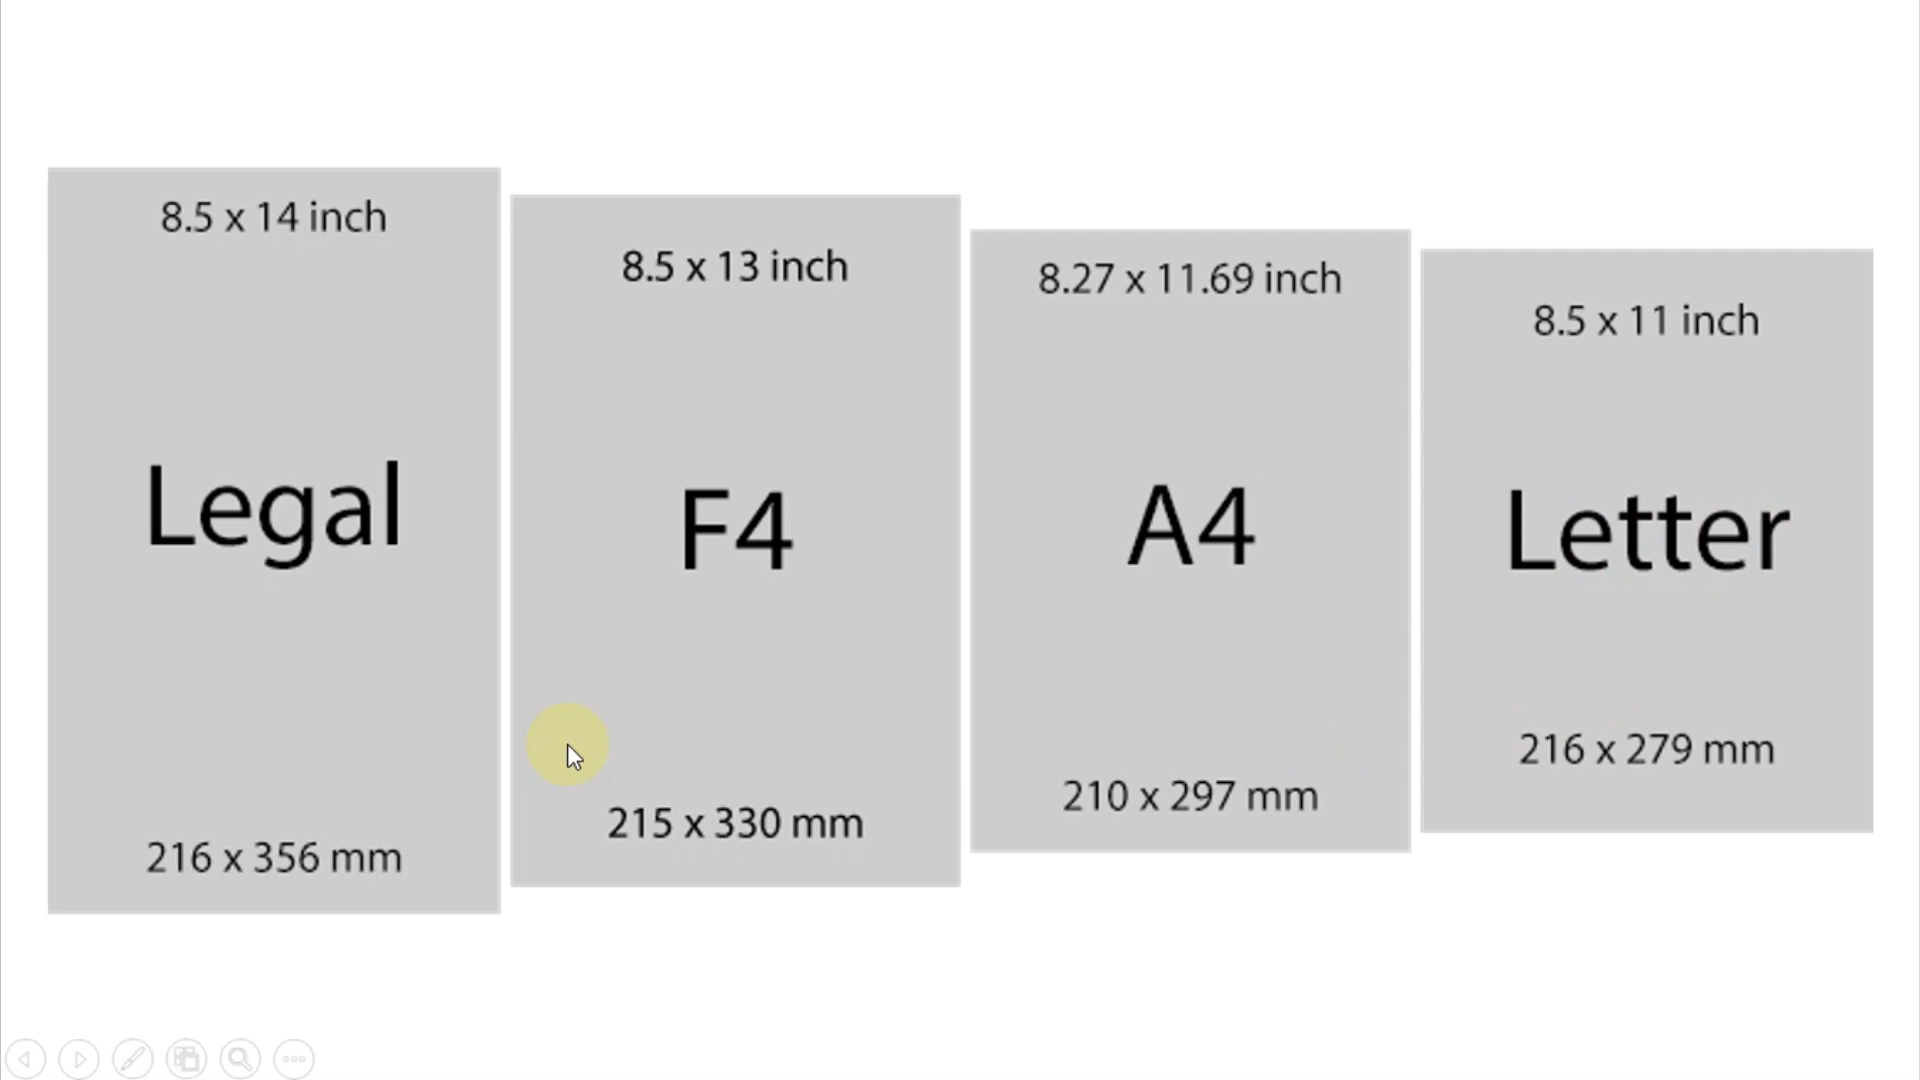 8.5 x 14 inch
Legal
216 x 356 mm
8.5 x 13 inch
F4
215 x 330 mm
8.27 x 11.69 inch
A4
210 x 297 mm
8.5 x 11 inch
Letter
216 x 279 mm